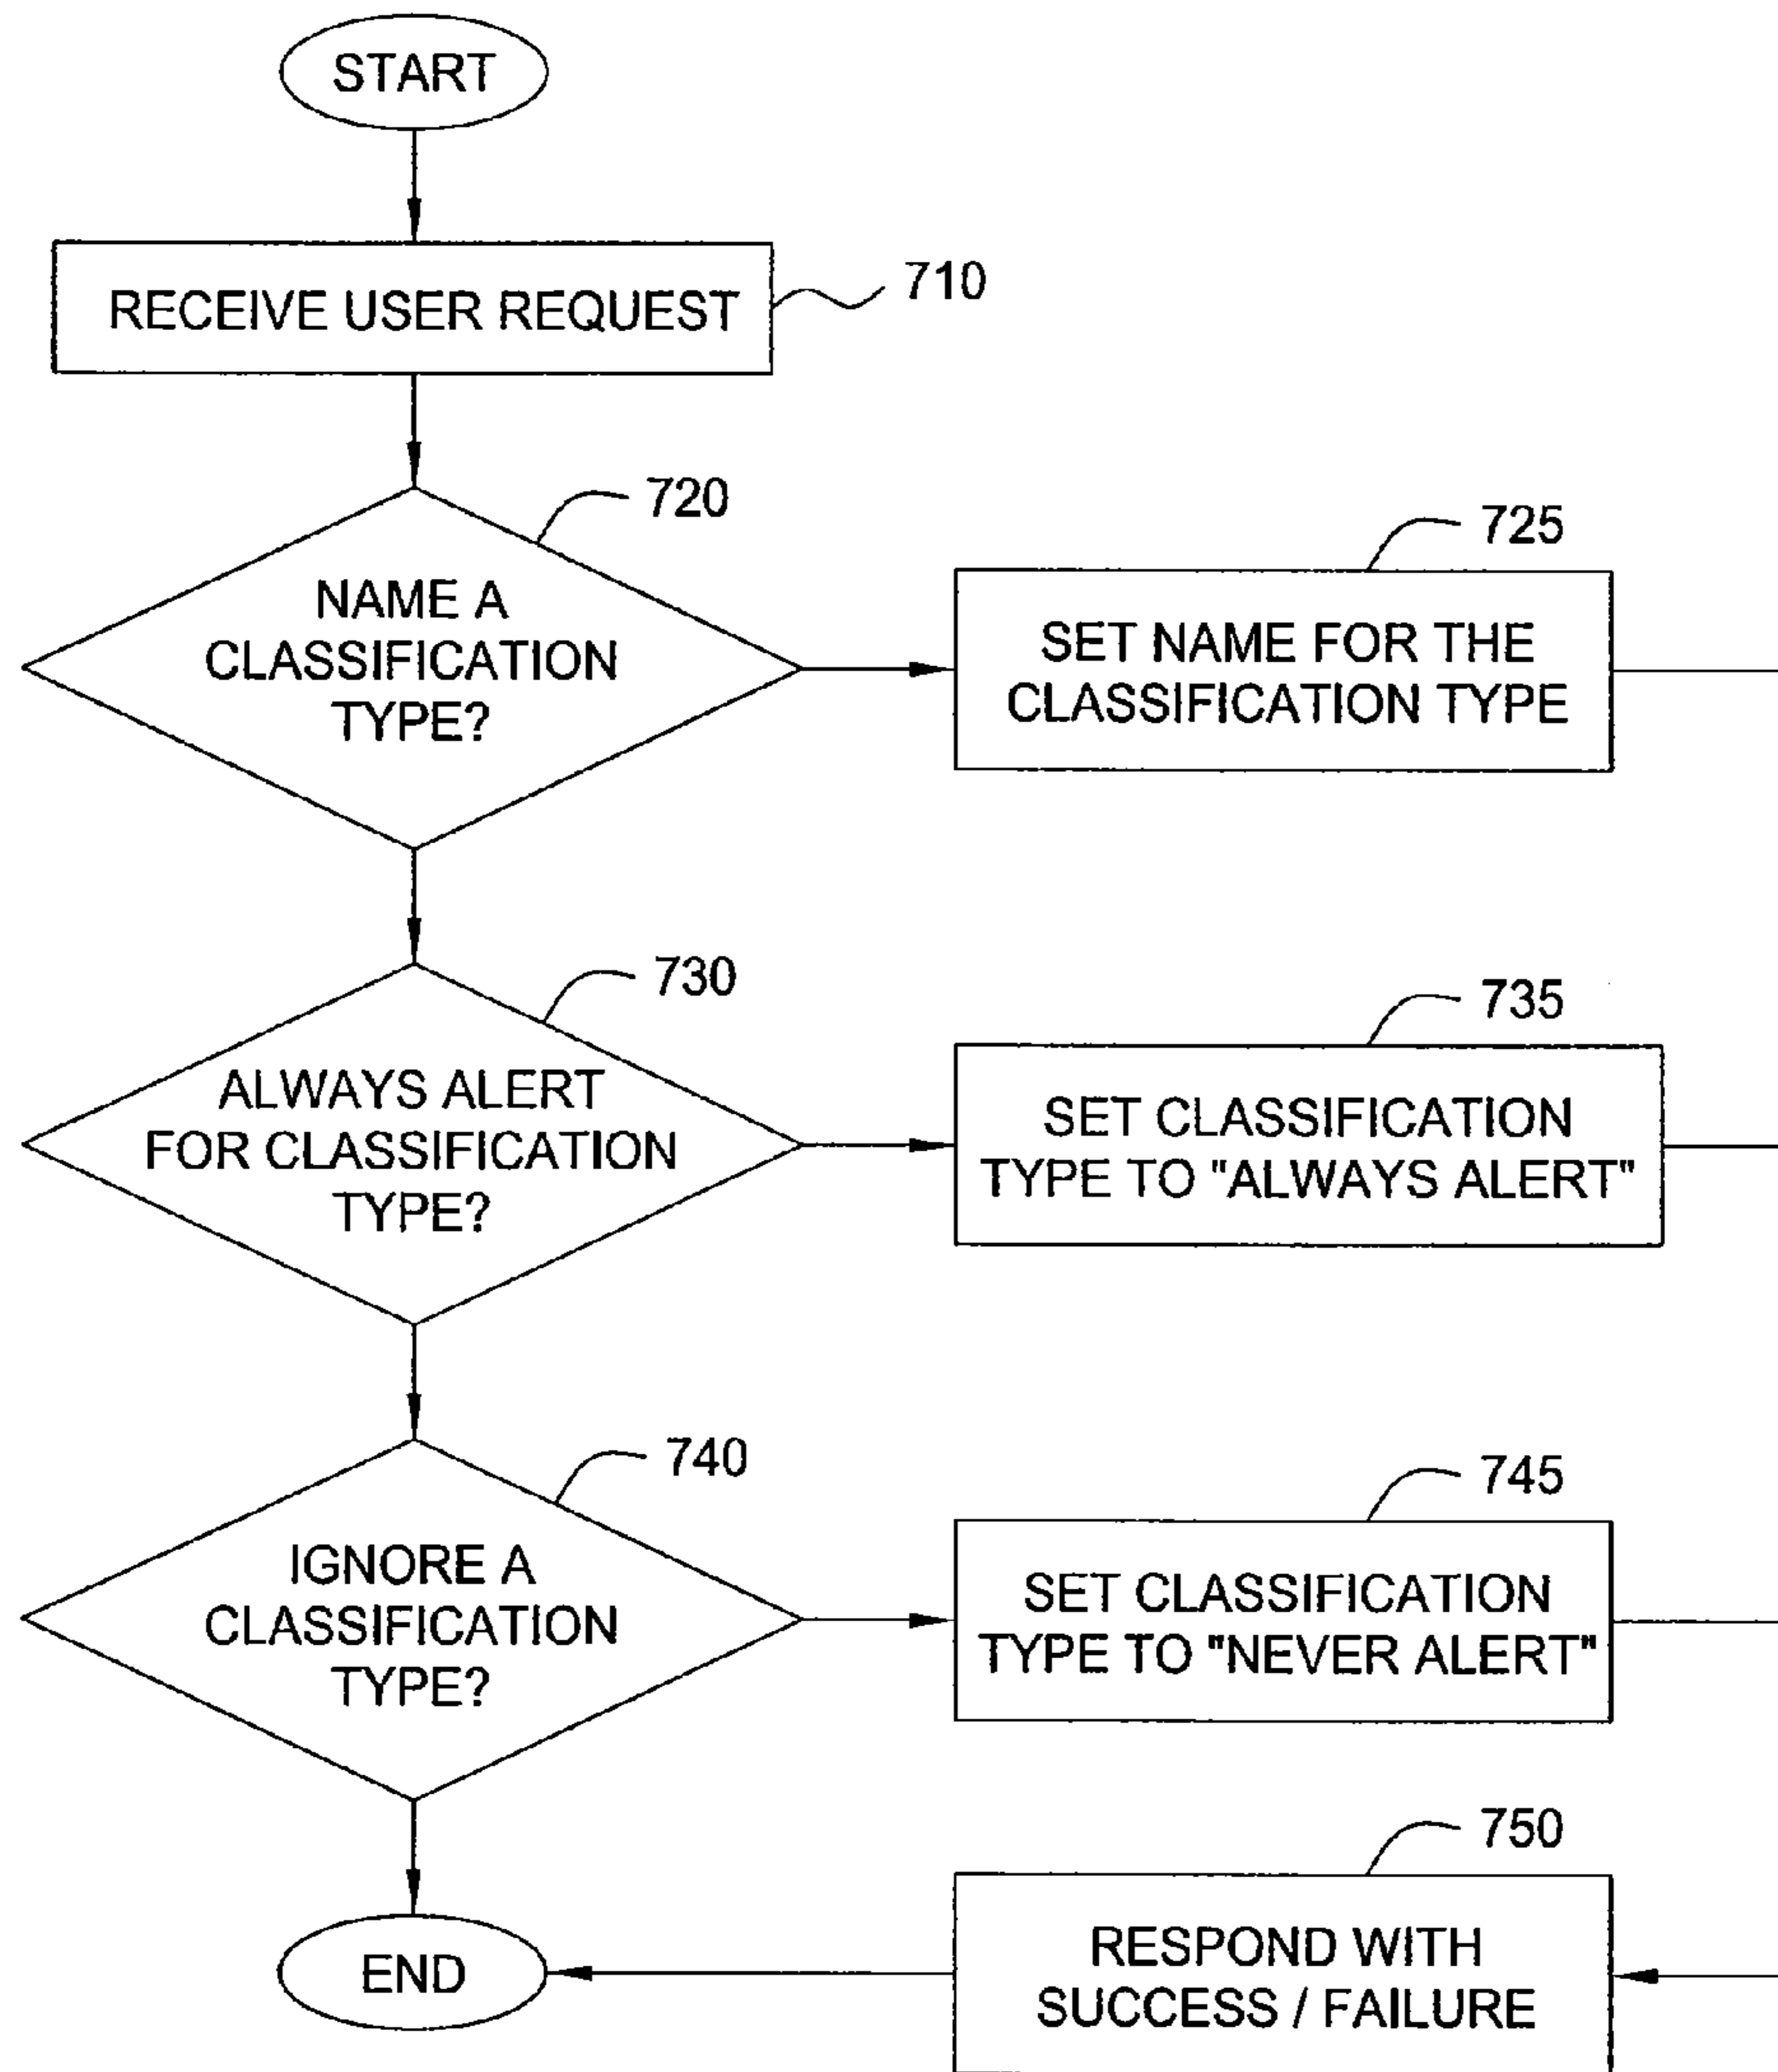 START
RECEIVE USER REQUEST
710
720
NAME A
CLASSIFICATION
TYPE?
725
SET NAME FOR THE
CLASSIFICATION TYPE
730
ALWAYS ALERT
FOR CLASSIFICATION
TYPE?
735
SET CLASSIFICATION
TYPE TO "ALWAYS ALERT"
740
IGNORE A
CLASSIFICATION
TYPE?
745
SET CLASSIFICATION
TYPE TO "NEVER ALERT"
750
RESPOND WITH
SUCCESS / FAILURE
END